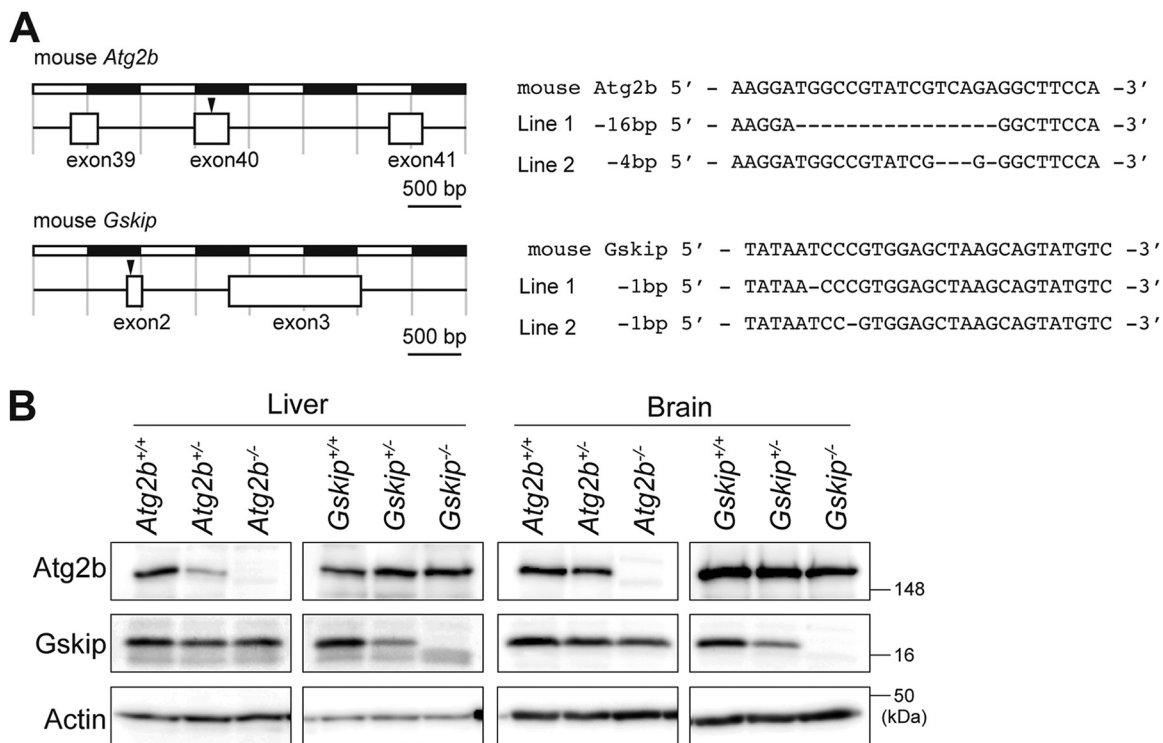 A
mouse Atg2b
exon39 exon40 exon41
500 bp
mouse Atg2b 5′ - AAGGATGGCCGTATCGTCAGAGGCTTCCA -3′
Line 1 -16bp 5′ - AAGGA----------------GGCTTCCA -3′
Line 2 -4bp 5′ - AAGGATGGCCGTATCG---G-GGCTTCCA -3′
mouse Gskip
exon2 exon3
500 bp
mouse Gskip 5′ - TATAATCCCGTGGAGCTAAGCAGTATGTC -3′
Line 1 -1bp 5′ - TATAA-CCCGTGGAGCTAAGCAGTATGTC -3′
Line 2 -1bp 5′ - TATAATCC-GTGGAGCTAAGCAGTATGTC -3′
B
Liver Brain
Atg2b+/+ Atg2b+/- Atg2b-/- Gskip+/+ Gskip+/- Gskip-/- Atg2b+/+ Atg2b+/- Atg2b-/- Gskip+/+ Gskip+/- Gskip-/-
Atg2b 148
Gskip 16
Actin 50
(kDa)